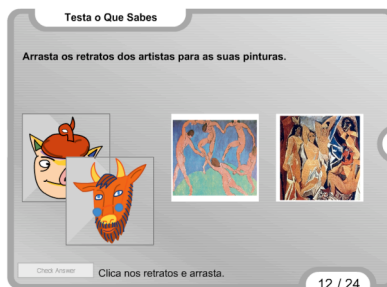 Testa o Que Sabes
Arrasta os retratos dos artistas para as suas pinturas.
Check Answer
Clica nos retratos e arrasta.
12 / 24